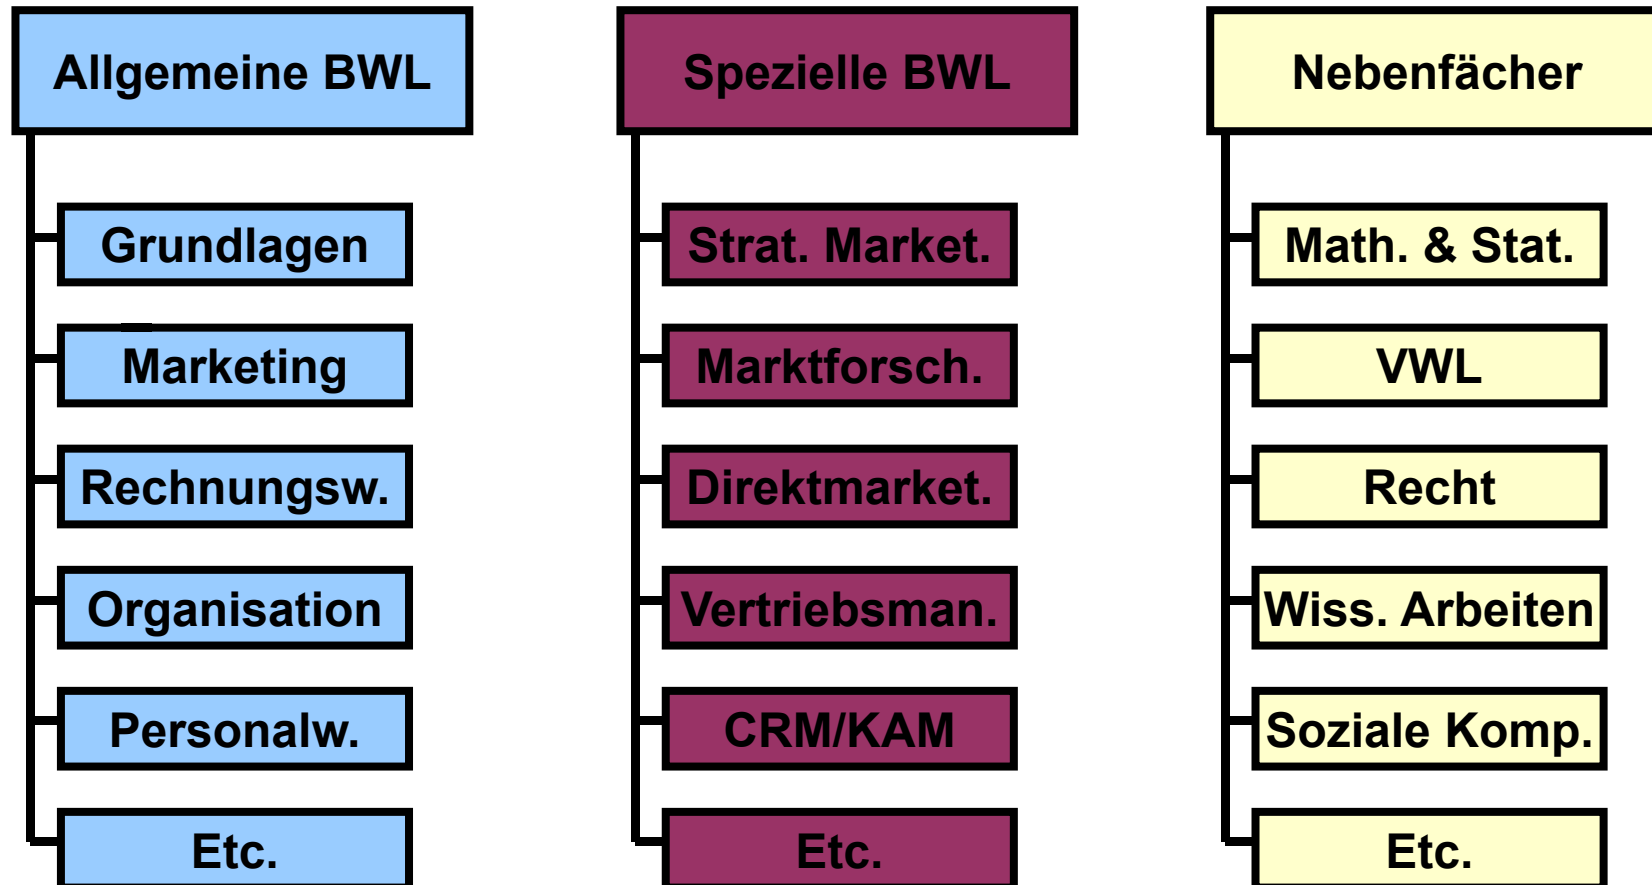 Allgemeine BWL
Grundlagen
Marketing
Rechnungsw.
Organisation
Personalw.
Etc.
Spezielle BWL
Strat. Market.
Marktforsch.
Direktmarket.
Vertriebsman.
CRM/KAM
Etc.
Nebenfächer
Math. & Stat.
VWL
Recht
Wiss. Arbeiten
Soziale Komp.
Etc.